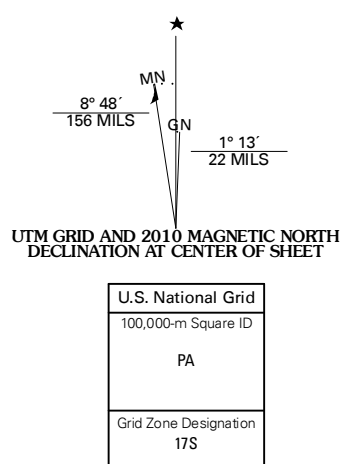 MN
8° 48´
156 MILS
GN
1° 13´
22 MILS
UTM GRID AND 2010 MAGNETIC NORTH
DECLINATION AT CENTER OF SHEET
U.S. National Grid
100,000-m Square ID
PA
Grid Zone Designation
17S